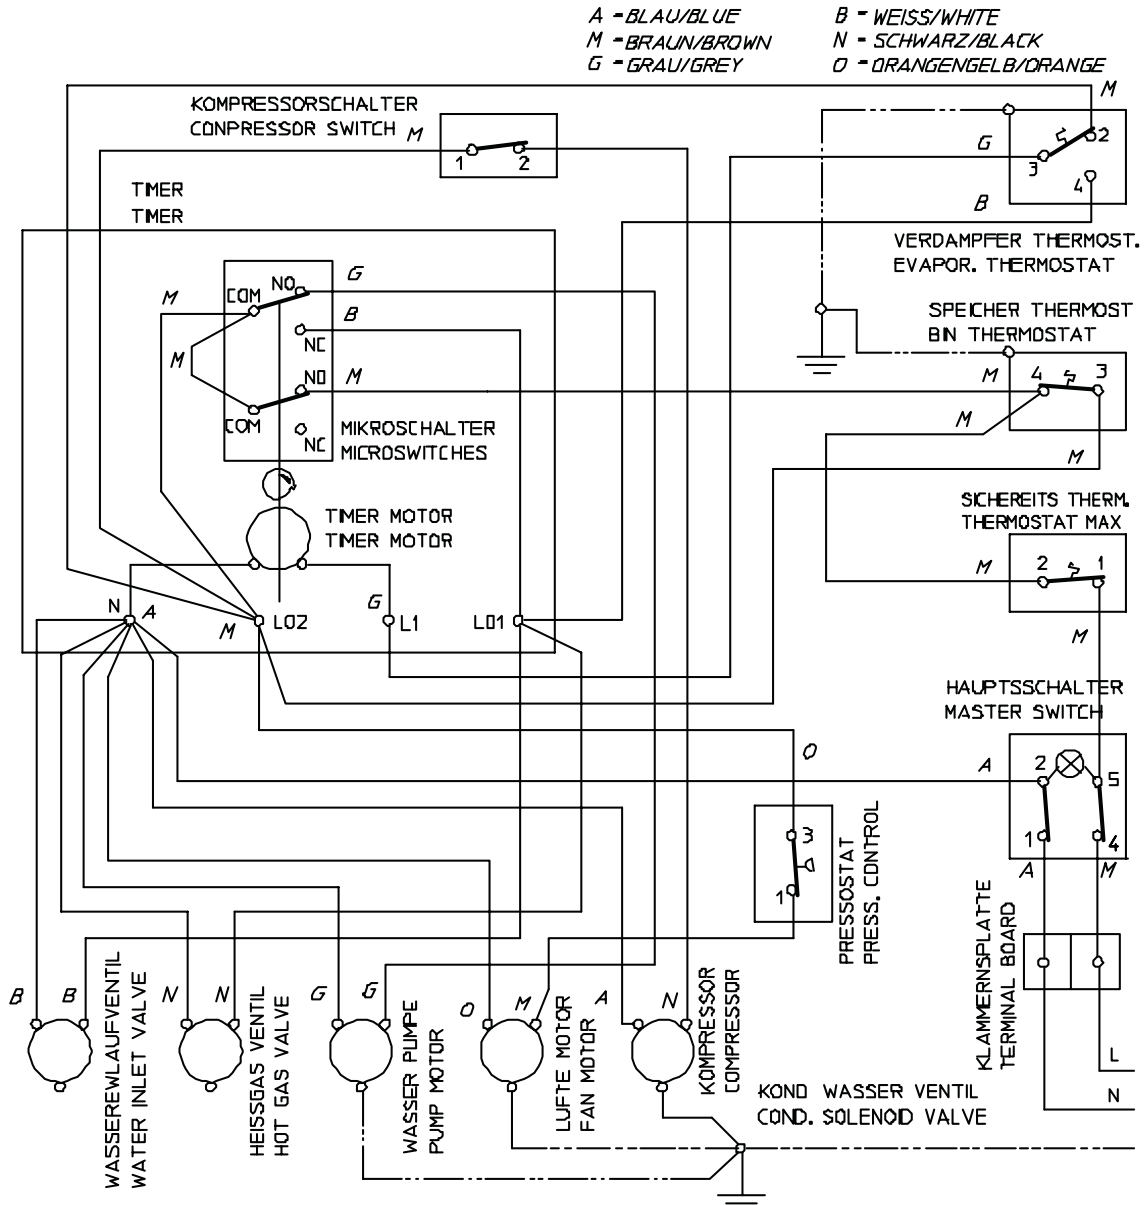 A - BLAU/BLUE
B - WEISS/WHITE
M - BRAUN/BROWN
N - SCHWARZ/BLACK
G - GRAU/GREY
O - ORANGENGELB/ORANGE
KOMPRESSORSCHALTER
CONPRESSOR SWITCH
M
1
2
M
G
2
3
4
B
TIMER
TIMER
VERDAMPFER THERMOST.
EVAPOR. THERMOSTAT
M
COM
NO
G
B
NC
M
NO
M
COM
NC
MIKROSCHALTER
MICROSWITCHES
SPEICHER THERMOST
BIN THERMOSTAT
M
4
3
M
M
SICHEREITS THERM.
THERMOSTAT MAX
M
2
1
M
TIMER MOTOR
TIMER MOTOR
N
A
M
LO2
G
L1
LO1
HAUPTSSCHALTER
MASTER SWITCH
O
A
2
5
1
4
A
M
3
1
PRESSOSTAT
PRESS. CONTROL
KLAMMERNSPLATTE
TERMINAL BOARD
L
N
B
B
N
N
G
G
O
M
A
N
WASSEREWLAUFVENTIL
WATER INLET VALVE
HEISSGAS VENTIL
HOT GAS VALVE
WASSER PUMPE
PUMP MOTOR
LUFTE MOTOR
FAN MOTOR
KOMPRESSOR
COMPRESSOR
KOND WASSER VENTIL
COND. SOLENOID VALVE